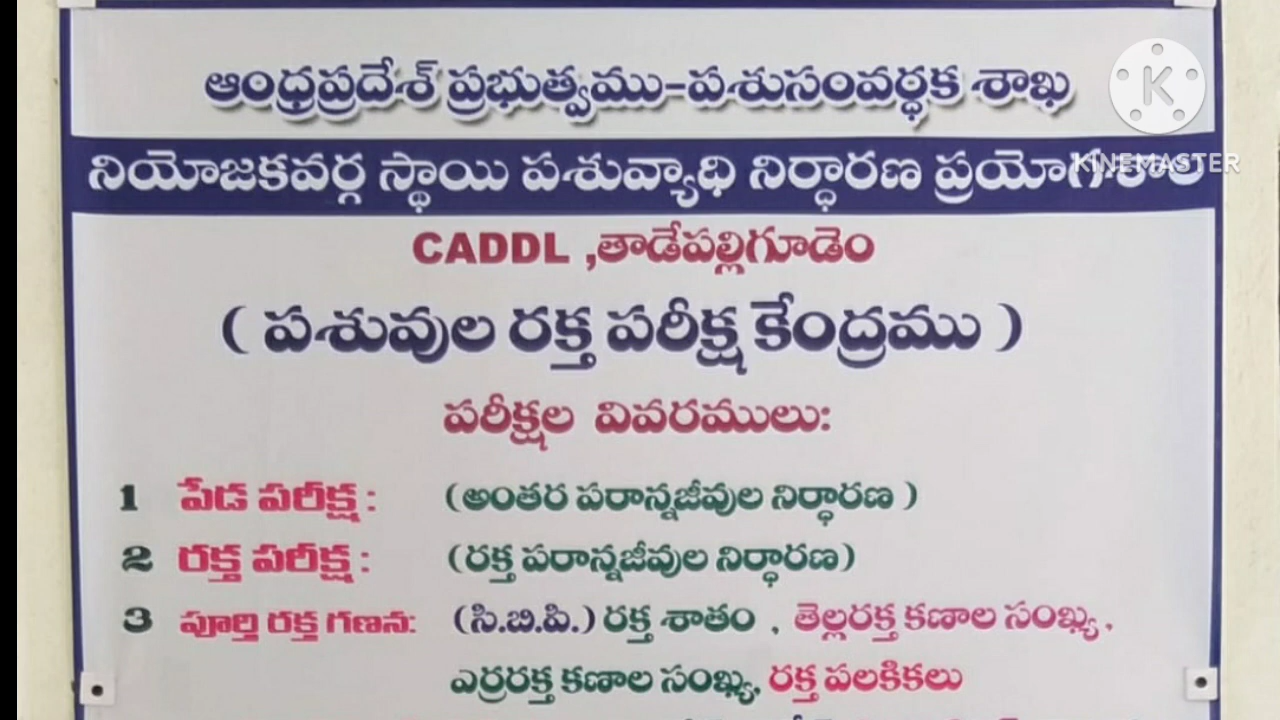 ఆంధ్రప్రదేశ్ ప్రభుత్వము-పశుసంవర్ధక శాఖ
K
KINEMASTER
నియోజకవర్గ స్థాయి పశువ్యాధి నిర్ధారణ
CADDL ,తాడేపల్లిగూడెం
( పశువుల రక్త పరీక్ష కేంద్రము )
పరీక్షల వివరములు:
1 పేడ పరీక్ష : (అంతర పరాన్నజీవుల నిర్ధారణ )
2 రక్త పరీక్ష : (రక్త పరాన్నజీవుల నిర్ధారణ)
3 పూర్తి రక్త గణన: (సి.బి.పి.) రక్త శాతం , తెల్లరక్త కణాల సంఖ్య ,
ఎర్రరక్త కణాల సంఖ్య, రక్త పలకికలు